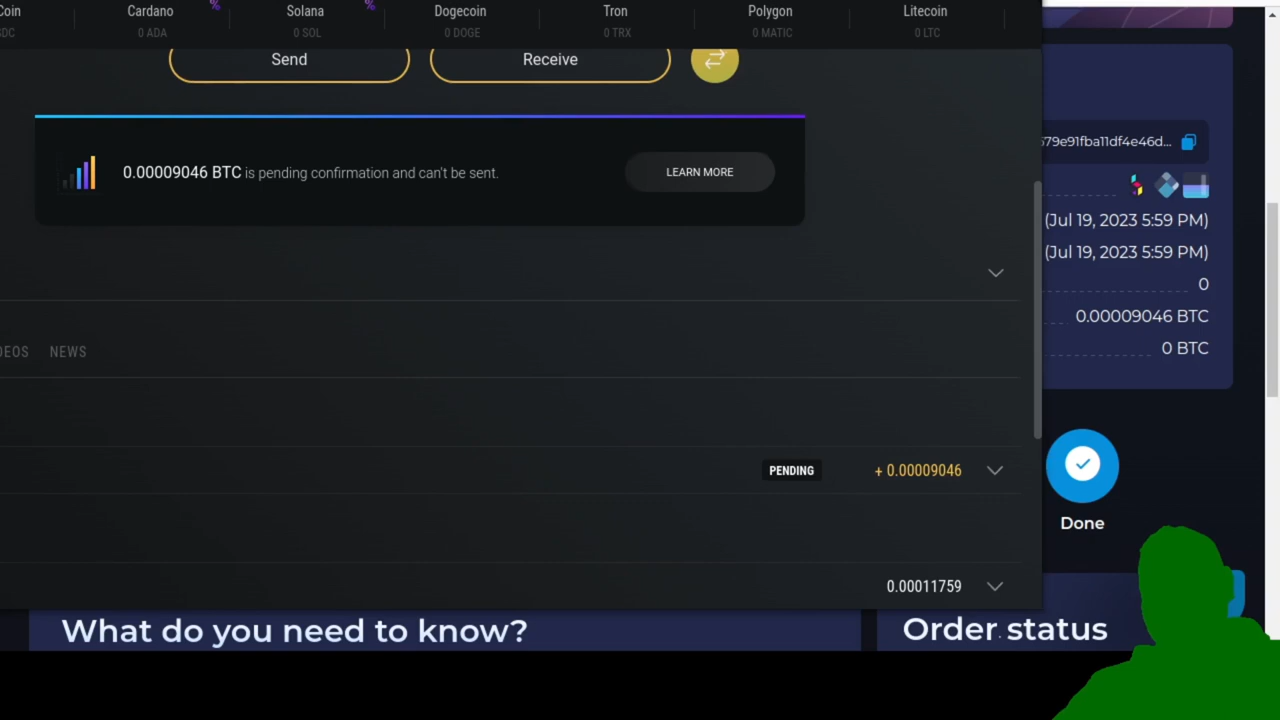 Coin Cardano Solana Dogecoin Tron Polygon Litecoin
SDC 0 ADA 0 SOL 0 DOGE 0 TRX 0 MATIC 0 LTC
Send Receive
0.00009046 BTC is pending confirmation and can't be sent. LEARN MORE
DEOS NEWS
PENDING + 0.00009046
0.00011759
679e91fba11df4e46d...
(Jul 19, 2023 5:59 PM)
(Jul 19, 2023 5:59 PM)
0
0.00009046 BTC
0 BTC
Done
What do you need to know?
Order status